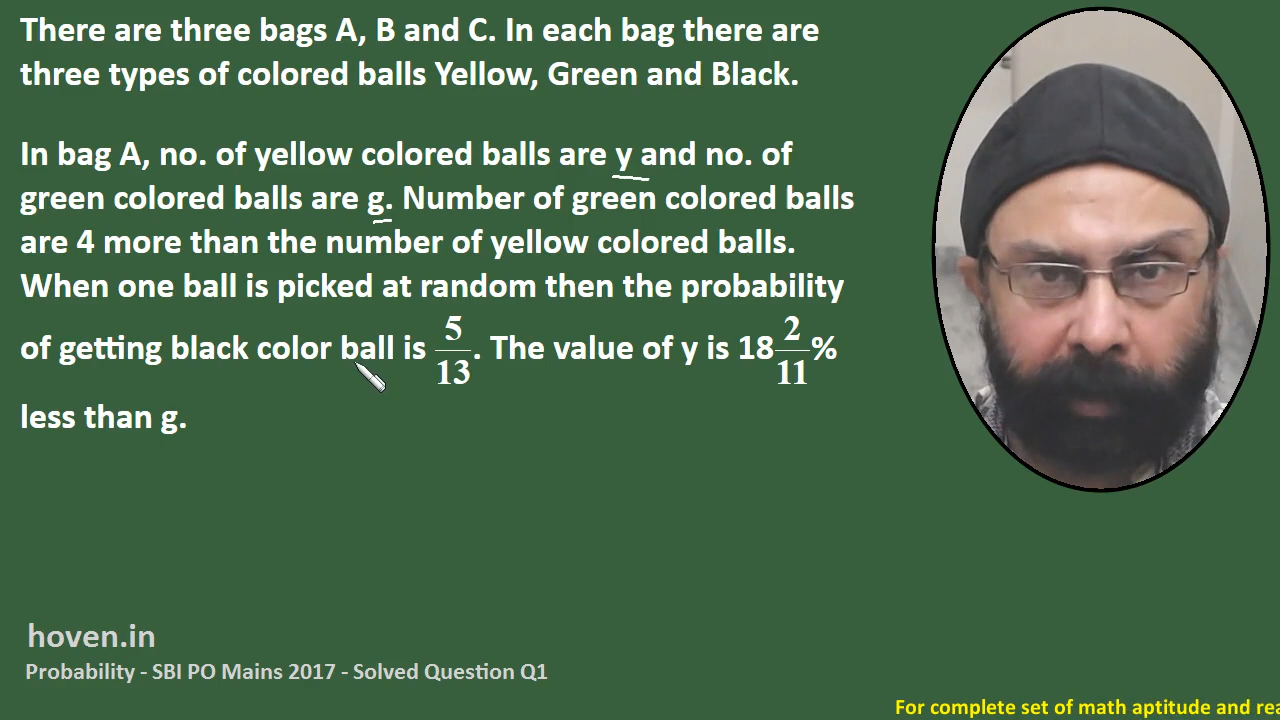 There are three bags A, B and C. In each bag there are
three types of colored balls Yellow, Green and Black.
In bag A, no. of yellow colored balls are y and no. of
green colored balls are g. Number of green colored balls
are 4 more than the number of yellow colored balls.
When one ball is picked at random then the probability
of getting black color ball is 5/13. The value of y is 18 2/11%
less than g.
hoven.in
Probability - SBI PO Mains 2017 - Solved Question Q1
For complete set of math aptitude and